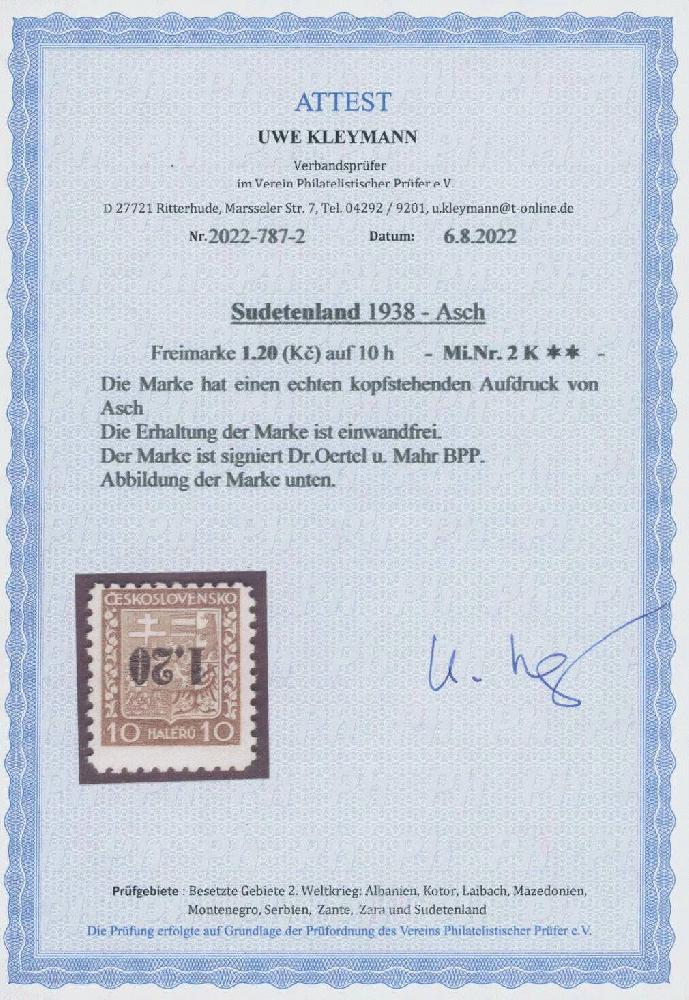 ATTEST
UWE KLEYMANN
Verbandsprüfer
im Verein Philatelistischer Prüfer e.V.
D 27721 Ritterhude, Marsseler Str. 7, Tel. 04292 / 9201, u.kleymann@t-online.de
Nr. 2022-787-2 Datum: 6.8.2022
Sudetenland 1938 - Asch
Freimarke 1.20 (Kč) auf 10 h - Mi.Nr. 2 K ** -
Die Marke hat einen echten kopfstehenden Aufdruck von
Asch
Die Erhaltung der Marke ist einwandfrei.
Der Marke ist signiert Dr.Oertel u. Mahr BPP.
Abbildung der Marke unten.
ČESKOSLOVENSKO
1.20
10 HALÉŘŮ 10
Prüfgebiete : Besetzte Gebiete 2. Weltkrieg: Albanien, Kotor, Laibach, Mazedonien,
Montenegro, Serbien, Zante, Zara und Sudetenland
Die Prüfung erfolgte auf Grundlage der Prüfordnung des Vereins Philatelistischer Prüfer e.V.